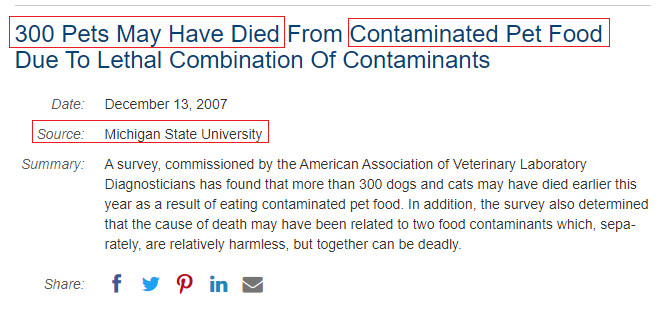 300 Pets May Have Died From Contaminated Pet Food
Due To Lethal Combination Of Contaminants
Date: December 13, 2007
Source: Michigan State University
Summary: A survey, commissioned by the American Association of Veterinary Laboratory
Diagnosticians has found that more than 300 dogs and cats may have died earlier this
year as a result of eating contaminated pet food. In addition, the survey also determined
that the cause of death may have been related to two food contaminants which, sepa-
rately, are relatively harmless, but together can be deadly.
Share: